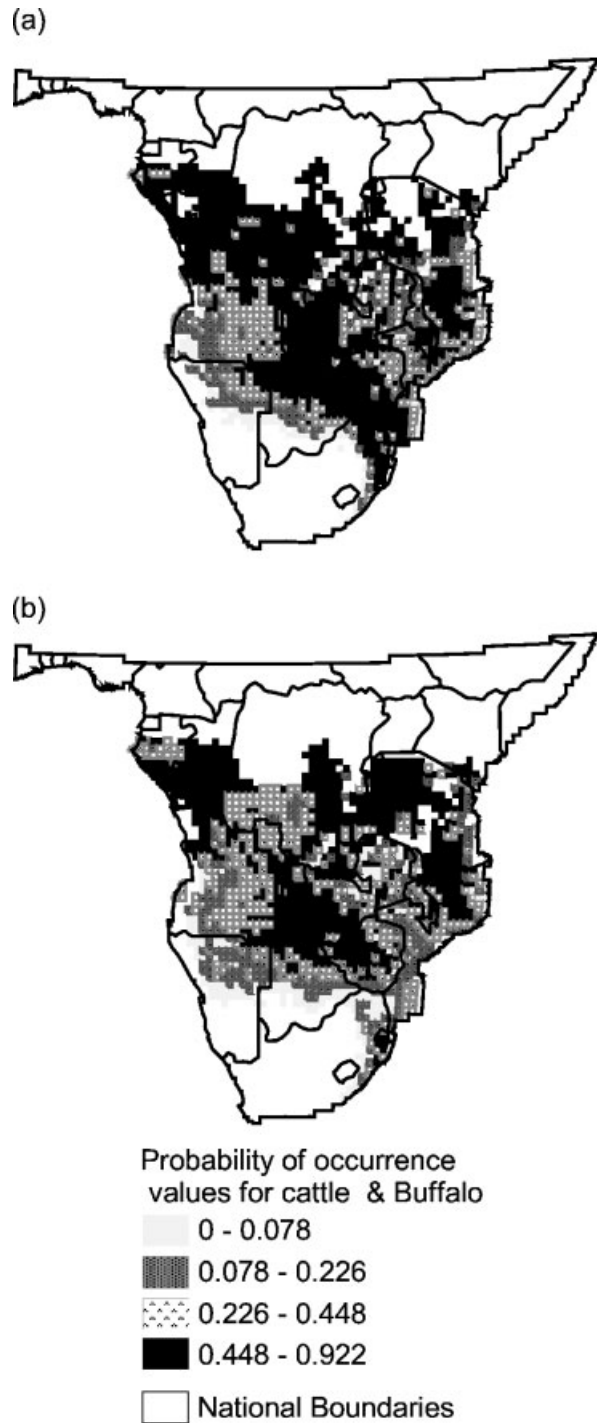 (a)
(b)
Probability of occurrence
values for cattle & Buffalo
0 - 0.078
0.078 - 0.226
0.226 - 0.448
0.448 - 0.922
National Boundaries